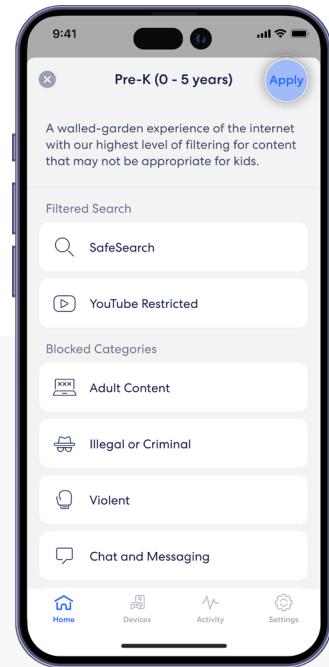 9:41
Pre-K (0 - 5 years)
Apply
A walled-garden experience of the internet
with our highest level of filtering for content
that may not be appropriate for kids.
Filtered Search
SafeSearch
YouTube Restricted
Blocked Categories
xxx
Adult Content
Illegal or Criminal
Violent
Chat and Messaging
Home
Devices
Activity
Settings